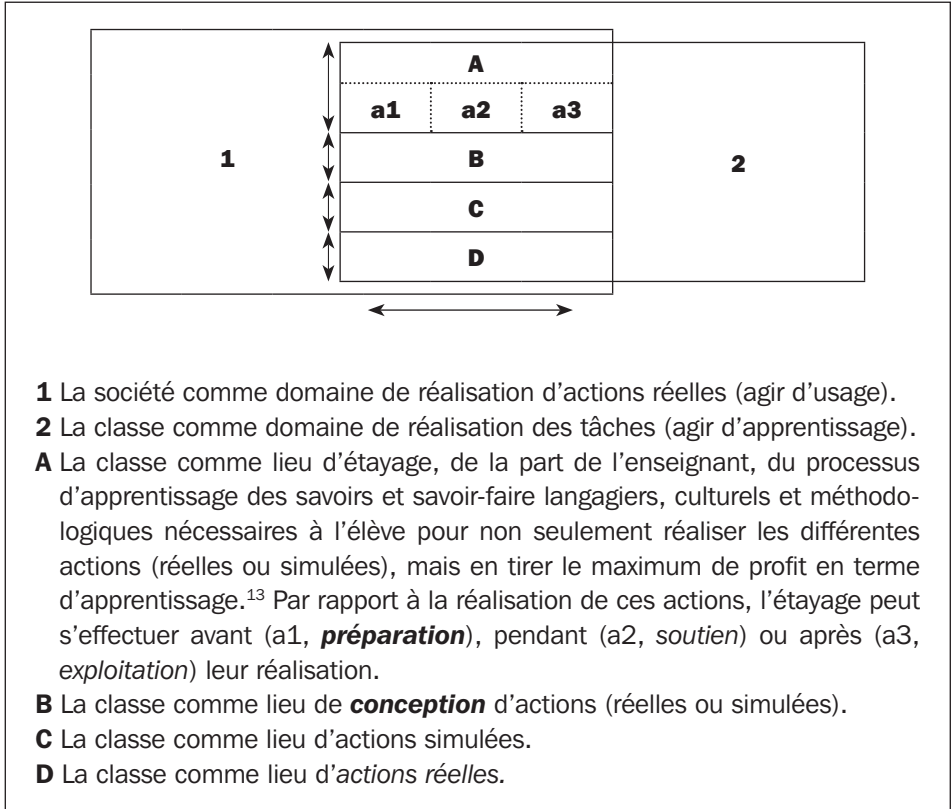 A
a1 a2 a3
1 B 2
C
D
1 La société comme domaine de réalisation d'actions réelles (agir d'usage).
2 La classe comme domaine de réalisation des tâches (agir d'apprentissage).
A La classe comme lieu d'étayage, de la part de l'enseignant, du processus
d'apprentissage des savoirs et savoir-faire langagiers, culturels et méthodo-
logiques nécessaires à l'élève pour non seulement réaliser les différentes
actions (réelles ou simulées), mais en tirer le maximum de profit en terme
d'apprentissage.¹³ Par rapport à la réalisation de ces actions, l'étayage peut
s'effectuer avant (a1, préparation), pendant (a2, soutien) ou après (a3,
exploitation) leur réalisation.
B La classe comme lieu de conception d'actions (réelles ou simulées).
C La classe comme lieu d'actions simulées.
D La classe comme lieu d'actions réelles.